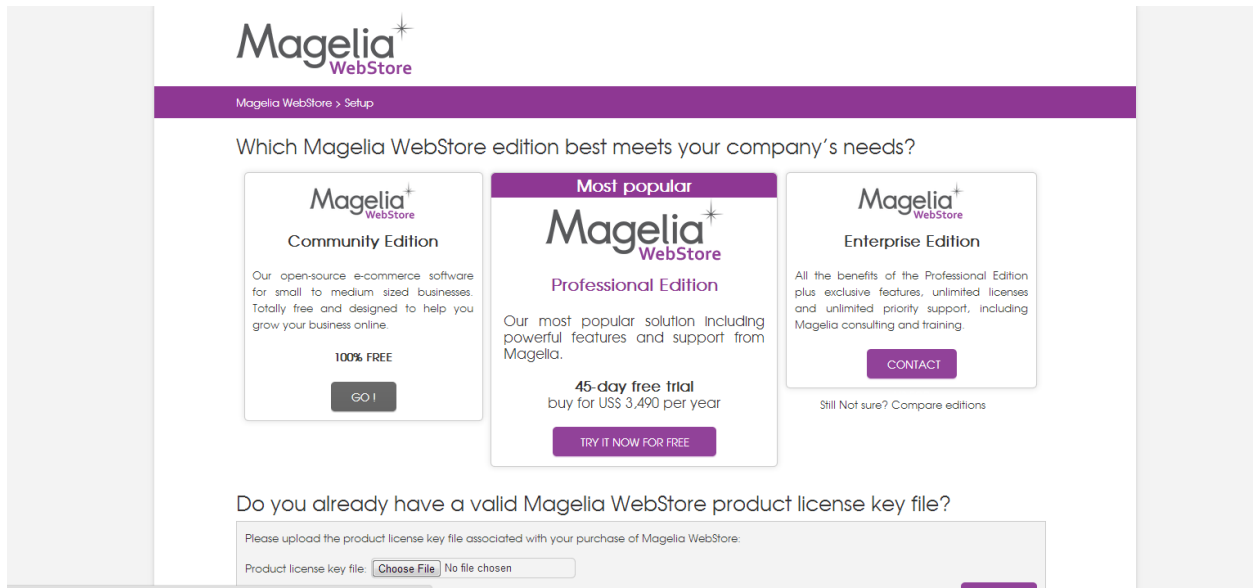 Magelia
WebStore
Magelia WebStore > Setup
Which Magelia WebStore edition best meets your company's needs?
Magelia
WebStore
Community Edition
Our open-source e-commerce software
for small to medium sized businesses.
Totally free and designed to help you
grow your business online.
100% FREE
GO !
Most popular
Magelia
WebStore
Professional Edition
Our most popular solution including
powerful features and support from
Magelia.
45-day free trial
buy for US$ 3,490 per year
TRY IT NOW FOR FREE
Magelia
WebStore
Enterprise Edition
All the benefits of the Professional Edition
plus exclusive features, unlimited licenses
and unlimited priority support, including
Magelia consulting and training.
CONTACT
Still Not sure? Compare editions
Do you already have a valid Magelia WebStore product license key file?
Please upload the product license key file associated with your purchase of Magelia WebStore:
Product license key file: Choose File No file chosen